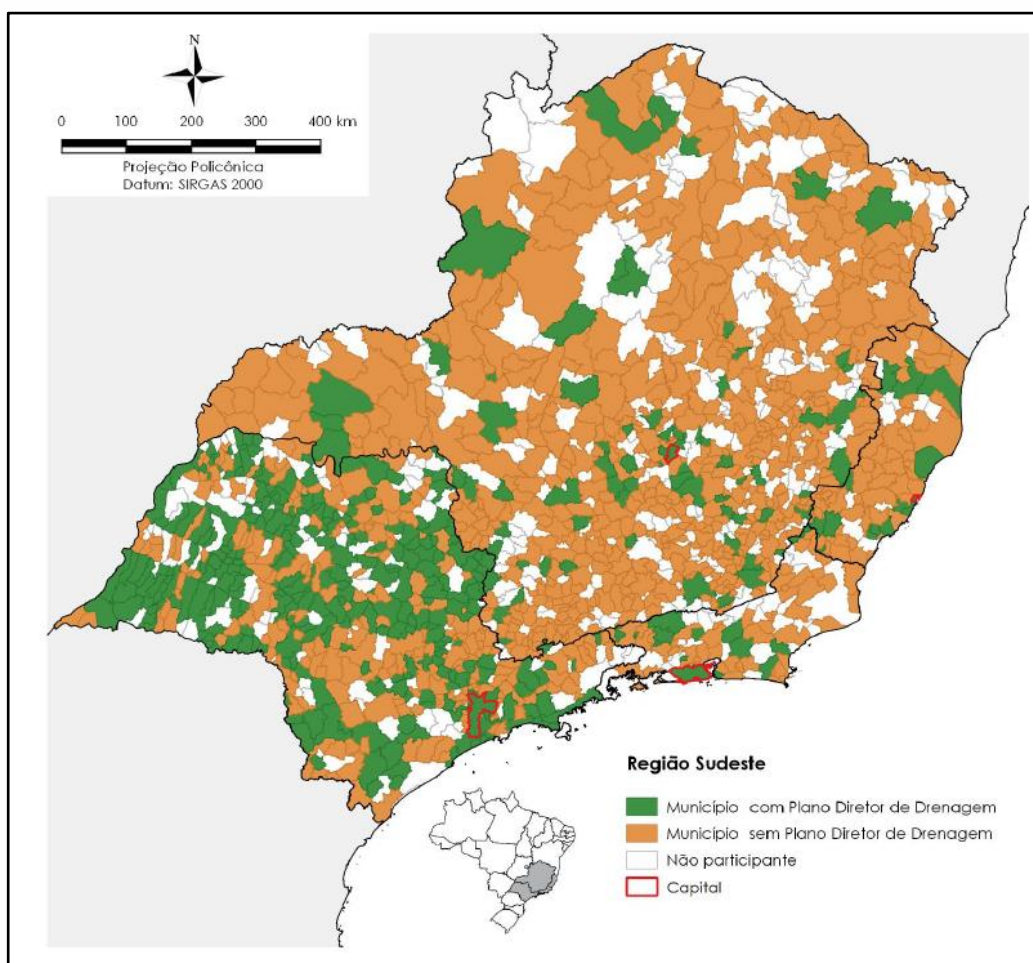 N
0 100 200 300 400 km
Projeção Policônica
Datum: SIRGAS 2000
Região Sudeste
Município com Plano Diretor de Drenagem
Município sem Plano Diretor de Drenagem
Não participante
Capital